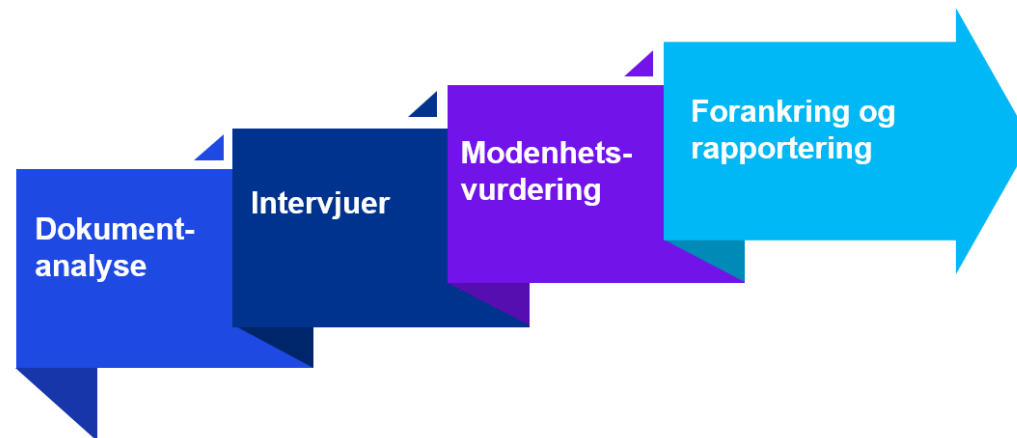 Dokument-
analyse
Intervjuer
Modenhets-
vurdering
Forankring og
rapportering